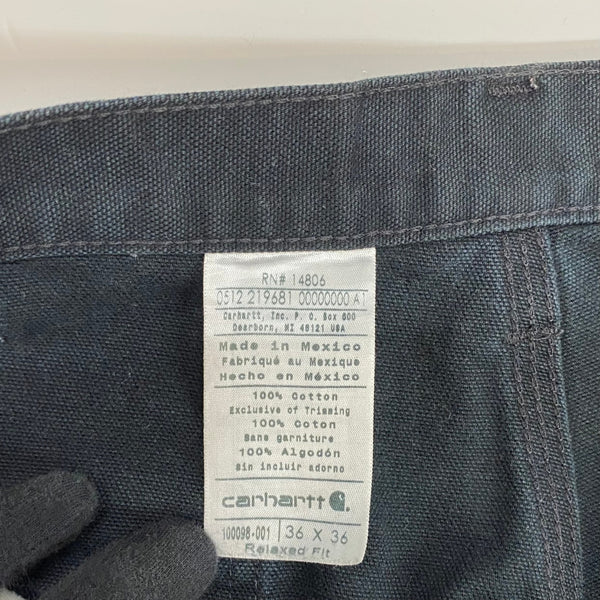 RN# 14806
0512 219681 00000000 A1
Carhartt, Inc. P. O. Box 600
Dearborn, MI 48121 USA
Made in Mexico
Fabriqué au Mexique
Hecho en México
100% Cotton
Exclusive of Trimming
100% Coton
Sans garniture
100% Algodón
Sin incluir adorno
carhartt
100098-001 36 X 36
Relaxed Fit